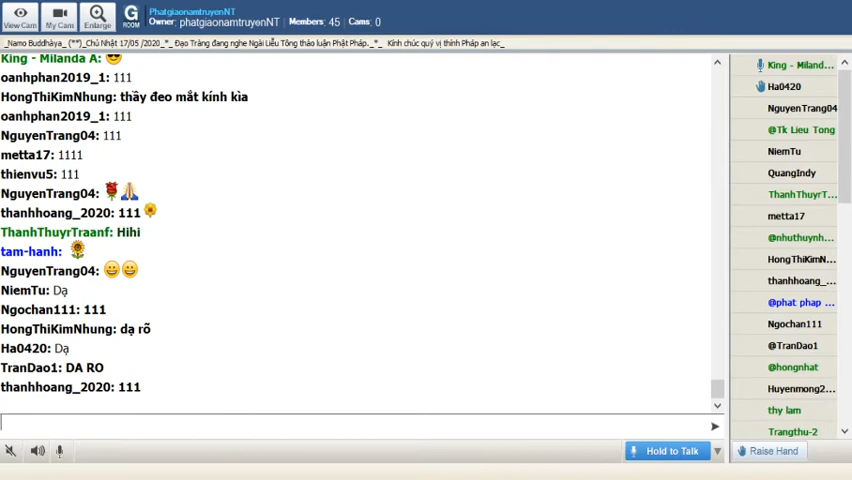 View Cam
My Cam
Enlarge
G
ROOM
PhatgiaonamtruyenNT
Owner: phatgiaonamtruyenNT Members: 45 Cams: 0
_Namo Buddhàya_ (**)_Chủ Nhật 17/05 /2020_*_ Đạo Tràng đang nghe Ngài Liễu Tông thảo luận Phật Pháp._*_ Kính chúc quý vị thính Pháp an lạc_
King - Milanda A:
oanhphan2019_1: 111
HongThiKimNhung: thầy đeo mắt kính kìa
oanhphan2019_1: 111
NguyenTrang04: 111
metta17: 1111
thienvu5: 111
NguyenTrang04:
thanhhoang_2020: 111
ThanhThuyrTraanf: Hihi
tam-hanh:
NguyenTrang04:
NiemTu: Dạ
Ngochan111: 111
HongThiKimNhung: dạ rõ
Ha0420: Dạ
TranDao1: DA RO
thanhhoang_2020: 111
King - Miland...
Ha0420
NguyenTrang04
@Tk Lieu Tong
NiemTu
QuangIndy
ThanhThuyrT...
metta17
@nhuthuynh...
HongThiKimN...
thanhhoang_...
@phat phap ...
Ngochan111
@TranDao1
@hongnhat
Huyenmong2...
thy lam
Trangthu-2
Hold to Talk
Raise Hand